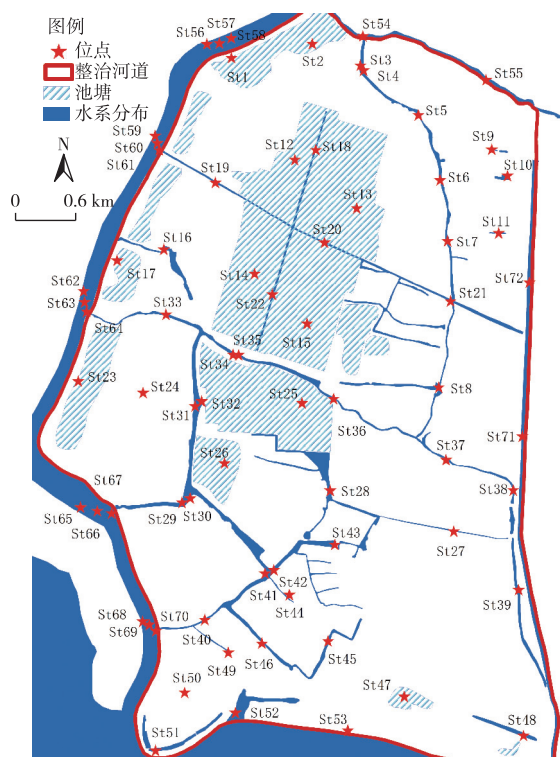 图例
位点
整治河道
池塘
水系分布
N
0 0.6 km
St57
St56 St58
St54
St1
St2
St3
St4
St55
St5
St59
St60
St61
St12
St18
St9
St10
St19
St6
St13
St11
St16
St20
St7
St17
St14
St72
St62
St63
St64
St22
St21
St33
St15
St34
St35
St23
St24
St8
St25
St31
St32
St36
St71
St26
St37
St67
St65
St66
St29
St30
St28
St38
St27
St43
St41
St42
St44
St39
St68
St69
St70
St40
St49
St46
St45
St50
St47
St52
St53
St48
St51